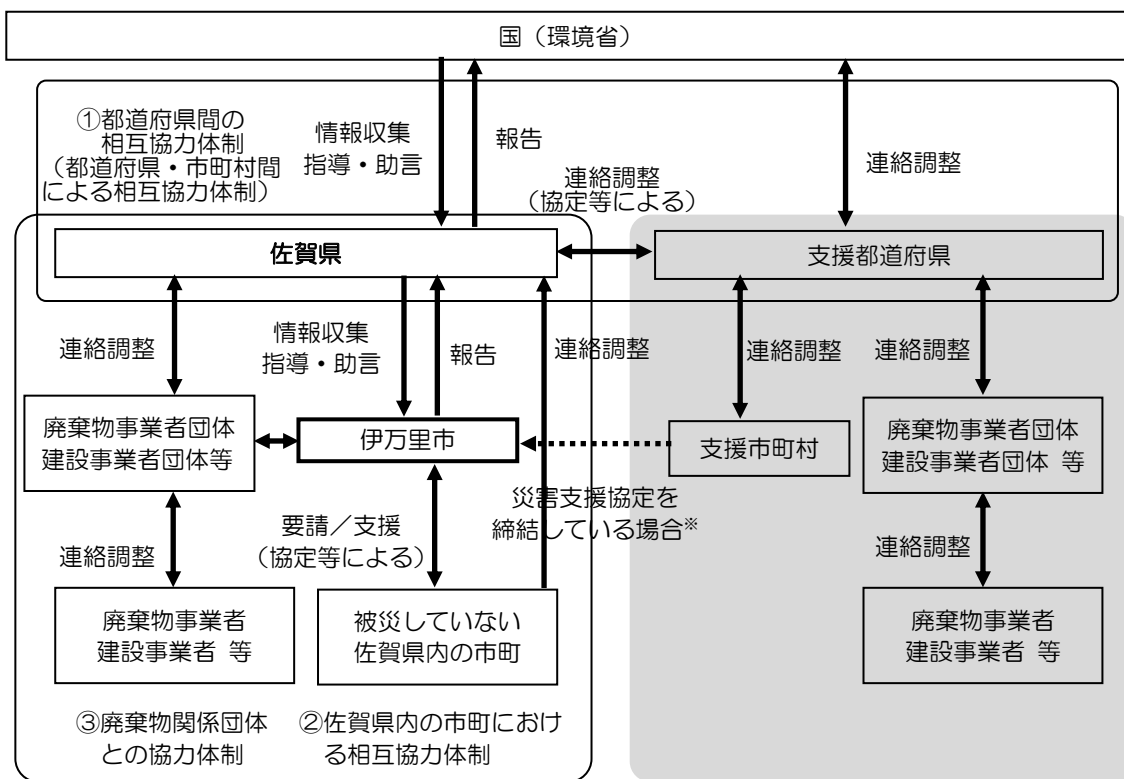 国（環境省）
①都道府県間の
相互協力体制
（都道府県・市町村間
による相互協力体制）
情報収集
指導・助言
報告
連絡調整
（協定等による）
連絡調整
佐賀県
支援都道府県
連絡調整
情報収集
指導・助言
報告
連絡調整
連絡調整
連絡調整
廃棄物事業者団体
建設事業者団体等
伊万里市
支援市町村
廃棄物事業者団体
建設事業者団体 等
連絡調整
要請／支援
（協定等による）
災害支援協定を
締結している場合※
連絡調整
廃棄物事業者
建設事業者 等
被災していない
佐賀県内の市町
廃棄物事業者
建設事業者 等
③廃棄物関係団体
との協力体制
②佐賀県内の市町におけ
る相互協力体制